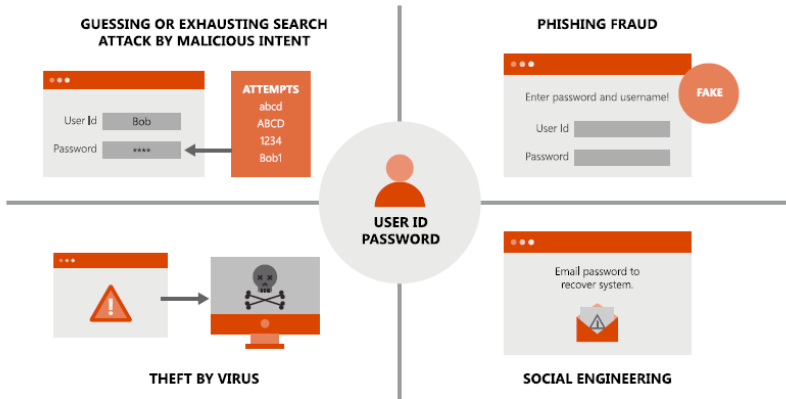 GUESSING OR EXHAUSTING SEARCH
ATTACK BY MALICIOUS INTENT
ATTEMPTS
abcd
ABCD
1234
Bob1
User Id
Bob
Password
****
PHISHING FRAUD
FAKE
Enter password and username!
User Id
Password
USER ID
PASSWORD
THEFT BY VIRUS
Email password to
recover system.
SOCIAL ENGINEERING